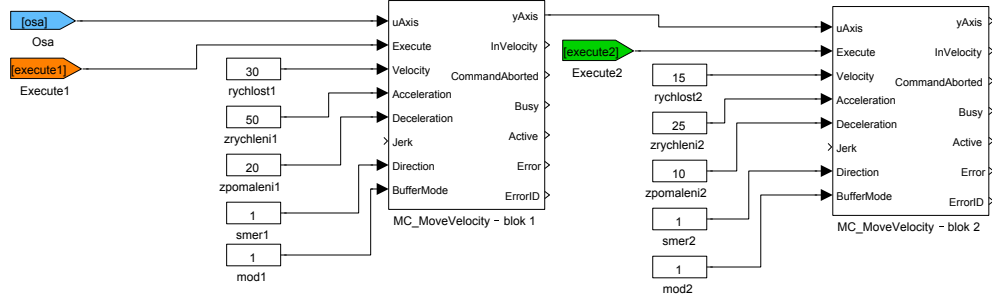 [osa]
Osa
[execute1]
Execute1
30
rychlost1
50
zrychleni1
20
zpomaleni1
1
smer1
1
mod1
uAxis
Execute
Velocity
Acceleration
Deceleration
Jerk
Direction
BufferMode
yAxis
InVelocity
CommandAborted
Busy
Active
Error
ErrorID
MC_MoveVelocity - blok 1
[execute2]
Execute2
15
rychlost2
25
zrychleni2
10
zpomaleni2
1
smer2
1
mod2
uAxis
Execute
Velocity
Acceleration
Deceleration
Jerk
Direction
BufferMode
yAxis
InVelocity
CommandAborted
Busy
Active
Error
ErrorID
MC_MoveVelocity - blok 2